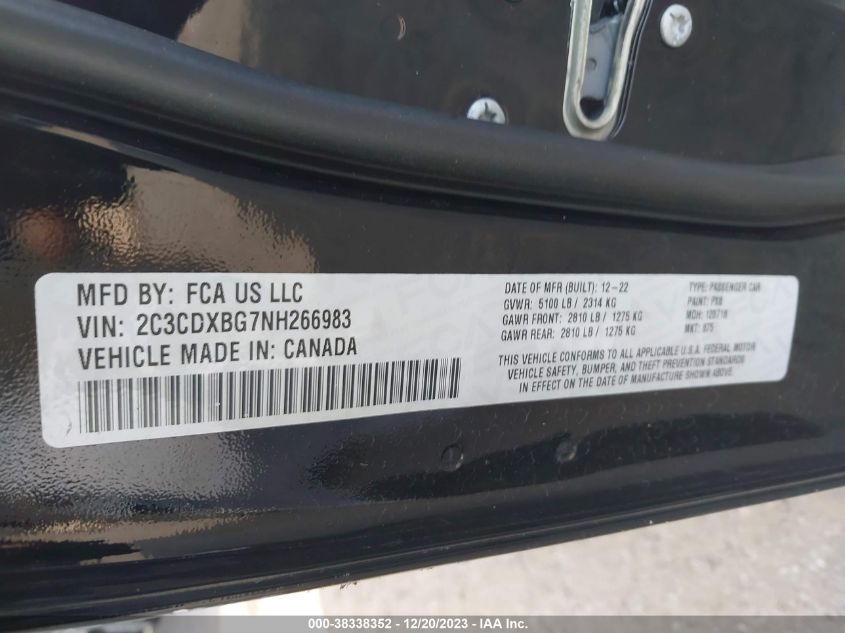 MFD BY: FCA US LLC
VIN: 2C3CDXBG7NH266983
VEHICLE MADE IN: CANADA
DATE OF MFR (BUILT): 12-22
GVWR: 5100 LB / 2314 KG
GAWR FRONT: 2810 LB / 1275 KG
GAWR REAR: 2810 LB / 1275 KG
TYPE: PASSENGER CAR
PAINT: PX8
MDH: 120718
MKT: 875
THIS VEHICLE CONFORMS TO ALL APPLICABLE U.S.A. FEDERAL MOTOR
VEHICLE SAFETY, BUMPER, AND THEFT PREVENTION STANDARDS
IN EFFECT ON THE DATE OF MANUFACTURE SHOWN ABOVE.
000-38338352 - 12/20/2023 - IAA Inc.